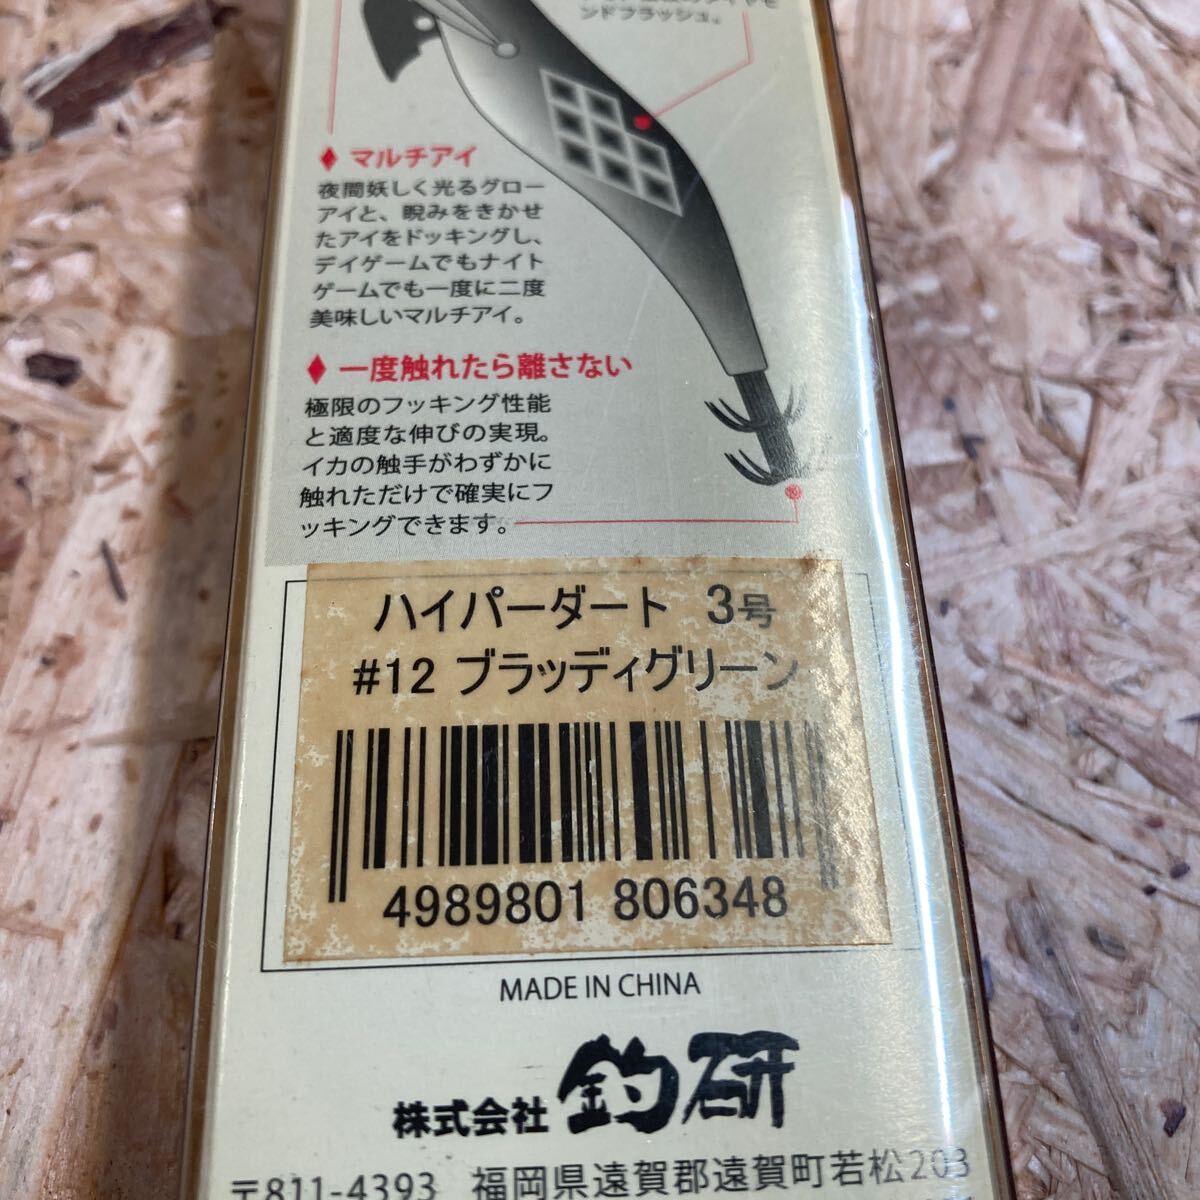 ンドフラッシュ。
マルチアイ
夜間妖しく光るグロー
アイと、睨みをきかせ
たアイをドッキングし、
デイゲームでもナイト
ゲームでも一度に二度
美味しいマルチアイ。
一度触れたら離さない
極限のフッキング性能
と適度な伸びの実現。
イカの触手がわずかに
触れただけで確実にフ
ッキングできます。
ハイパーダート 3号
#12 ブラッディグリーン
4989801 806348
MADE IN CHINA
株式会社 釣研
〒811-4393 福岡県遠賀郡遠賀町若松203